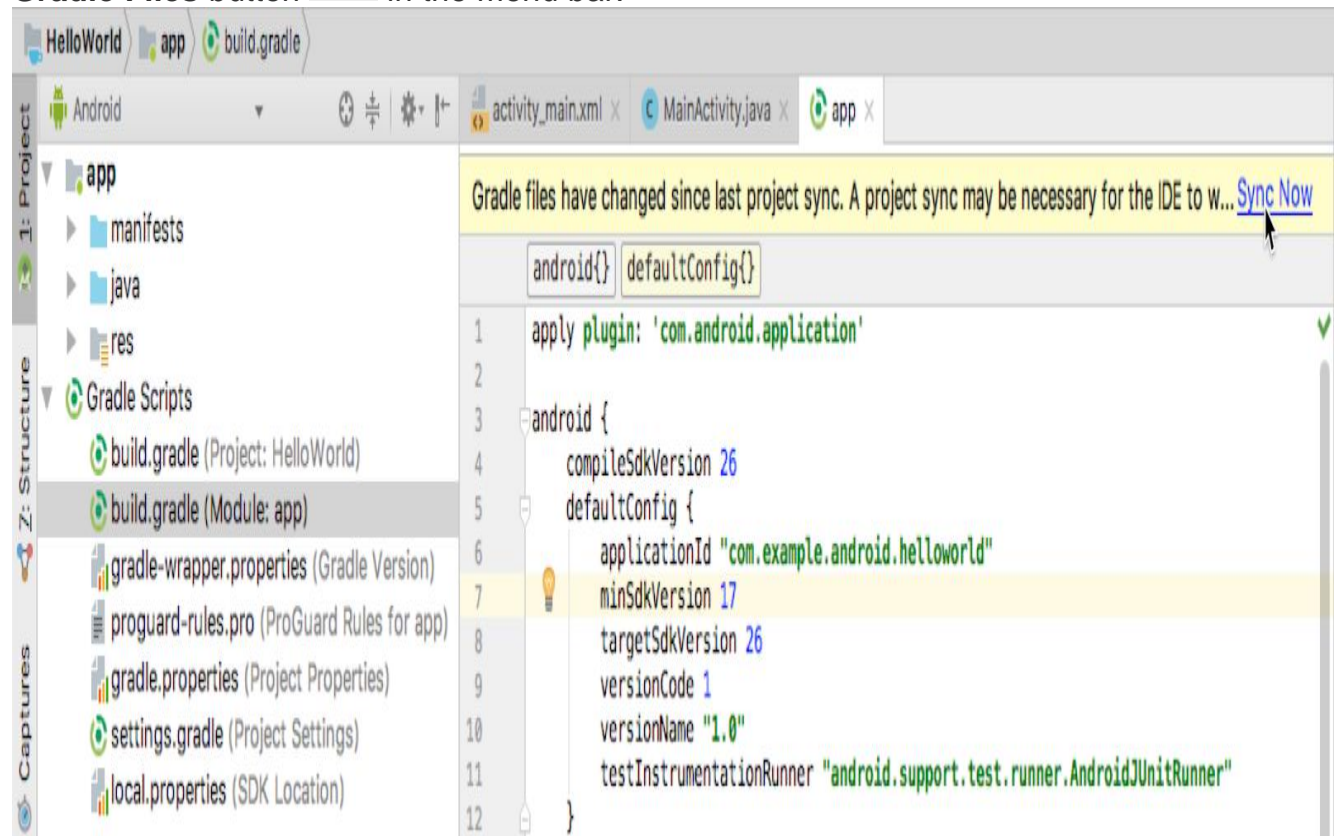 Gradle Files button in the menu bar.
HelloWorld app build.gradle
1: Project
Z: Structure
Captures
Android
app
manifests
java
res
Gradle Scripts
build.gradle (Project: HelloWorld)
build.gradle (Module: app)
gradle-wrapper.properties (Gradle Version)
proguard-rules.pro (ProGuard Rules for app)
gradle.properties (Project Properties)
settings.gradle (Project Settings)
local.properties (SDK Location)
activity_main.xml MainActivity.java app
Gradle files have changed since last project sync. A project sync may be necessary for the IDE to w... Sync Now
android{} defaultConfig{}
1 apply plugin: 'com.android.application'
2
3 android {
4 compileSdkVersion 26
5 defaultConfig {
6 applicationId "com.example.android.helloworld"
7 minSdkVersion 17
8 targetSdkVersion 26
9 versionCode 1
10 versionName "1.0"
11 testInstrumentationRunner "android.support.test.runner.AndroidJUnitRunner"
12 }